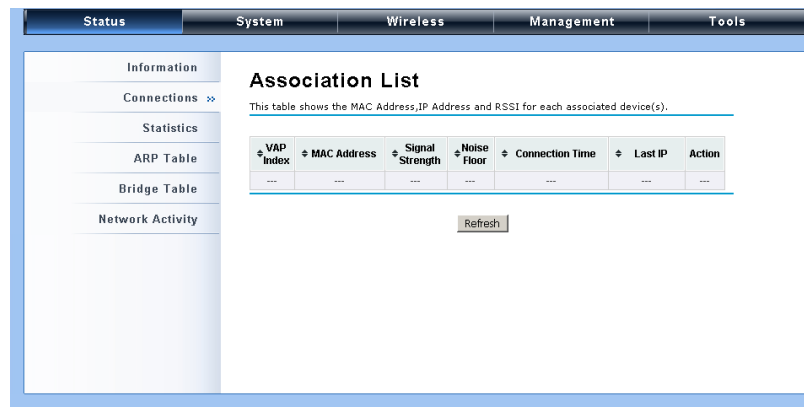 Status System Wireless Management Tools
Information
Connections »
Statistics
ARP Table
Bridge Table
Network Activity
Association List
This table shows the MAC Address,IP Address and RSSI for each associated device(s).
VAP Index MAC Address Signal Strength Noise Floor Connection Time Last IP Action
--- --- --- --- --- --- ---
Refresh